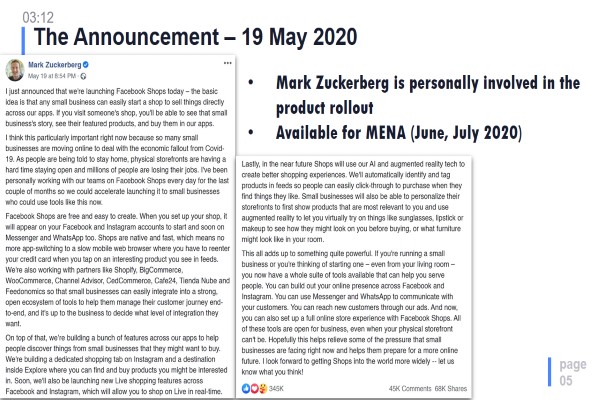 03:12
The Announcement – 19 May 2020
Mark Zuckerberg
May 19 at 8:54 PM ·
I just announced that we're launching Facebook Shops today – the basic
idea is that any small business can easily start a shop to sell things directly
across our apps. If you visit someone's shop, you'll be able to see that small
business's story, see their featured products, and buy them in our apps.
I think this particularly important right now because so many small
businesses are moving online to deal with the economic fallout from Covid-
19. As people are being told to stay home, physical storefronts are having a
hard time staying open and millions of people are losing their jobs. I've been
personally working with our teams on Facebook Shops every day for the last
couple of months so we could accelerate launching it to small businesses
who could use tools like this now.
Facebook Shops are free and easy to create. When you set up your shop, it
will appear on your Facebook and Instagram accounts to start and soon on
Messenger and WhatsApp too. Shops are native and fast, which means no
more app-switching to a slow mobile web browser where you have to reenter
your credit card when you tap on an interesting product you see in feeds.
We're also working with partners like Shopify, BigCommerce,
WooCommerce, Channel Advisor, CedCommerce, Cafe24, Tienda Nube and
Feedonomics so that small businesses can easily integrate into a strong,
open ecosystem of tools to help them manage their customer journey end-
to-end, and it's up to the business to decide what level of integration they
want.
On top of that, we're building a bunch of features across our apps to help
people discover things from small businesses that they might want to buy.
We're building a dedicated shopping tab on Instagram and a destination
inside Explore where you can find and buy products you might be interested
in. Soon, we'll also be launching new Live shopping features across
Facebook and Instagram, which will allow you to shop on Live in real-time.
• Mark Zuckerberg is personally involved in the
product rollout
• Available for MENA (June, July 2020)
Lastly, in the near future Shops will use our AI and augmented reality tech to
create better shopping experiences. We'll automatically identify and tag
products in feeds so people can easily click-through to purchase when they
find things they like. Small businesses will also be able to personalize their
storefronts to first show products that are most relevant to you and use
augmented reality to let you virtually try on things like sunglasses, lipstick or
makeup to see how they might look on you before buying, or what furniture
might like in your room.
This all adds up to something quite powerful. If you're running a small
business or you're thinking of starting one – even from your living room –
you now have a whole suite of tools available that can help you serve
people. You can build out your online presence across Facebook and
Instagram. You can use Messenger and WhatsApp to communicate with
your customers. You can reach new customers through our ads. And now,
you can also set up a full online store experience with Facebook Shops. All
of these tools are open for business, even when your physical storefront
can't be. Hopefully this helps relieve some of the pressure that small
businesses are facing right now and helps them prepare for a more online
future. I look forward to getting Shops into the world more widely -- let us
know what you think!
345K
45K Comments 68K Shares
page
05